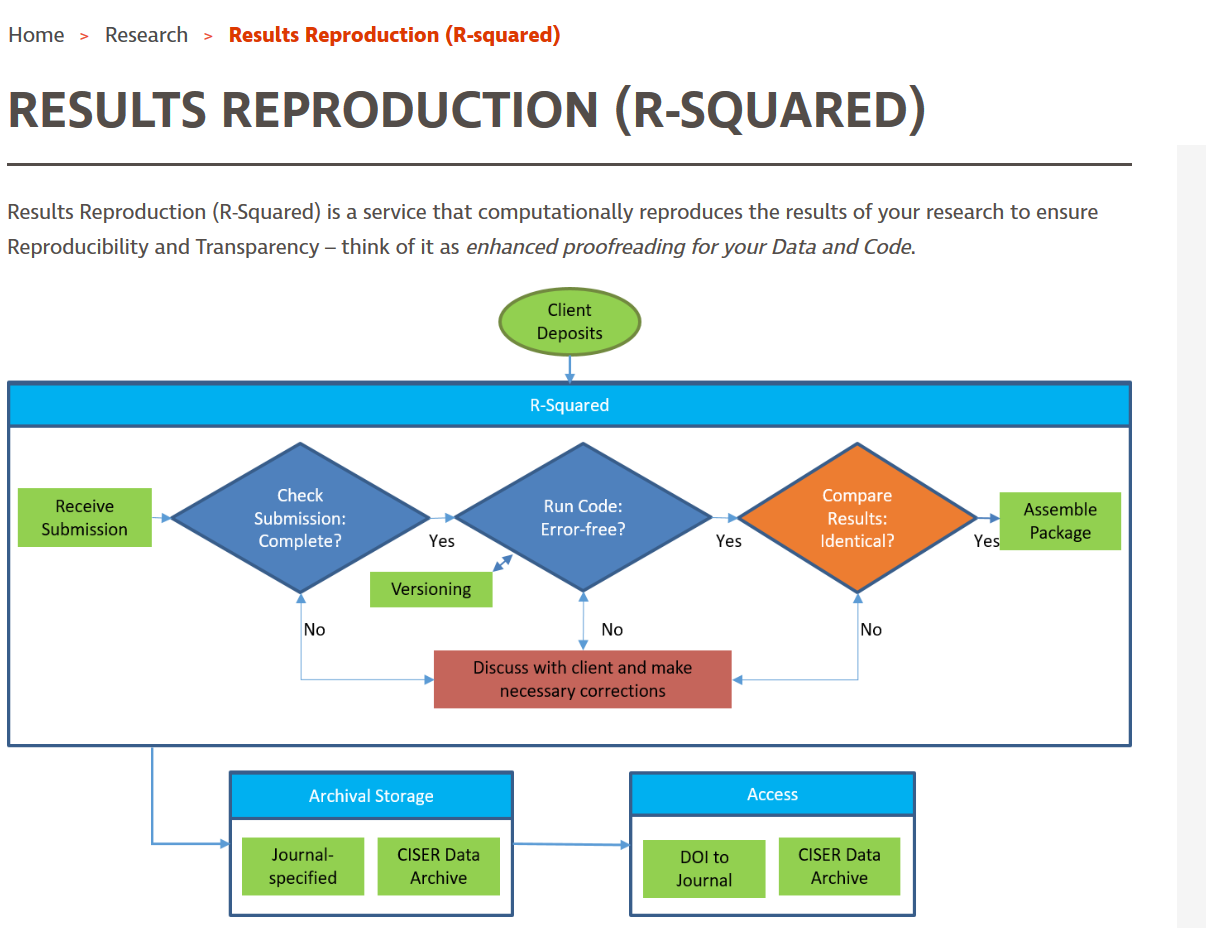 Home > Research > Results Reproduction (R-squared)
RESULTS REPRODUCTION (R-SQUARED)
Results Reproduction (R-Squared) is a service that computationally reproduces the results of your research to ensure
Reproducibility and Transparency – think of it as enhanced proofreading for your Data and Code.
Client
Deposits
R-Squared
Receive
Submission
Check
Submission:
Complete?
Yes
Run Code:
Error-free?
Yes
Compare
Results:
Identical?
Yes
Assemble
Package
Versioning
No
No
No
Discuss with client and make
necessary corrections
Archival Storage
Journal-
specified
CISER Data
Archive
Access
DOI to
Journal
CISER Data
Archive